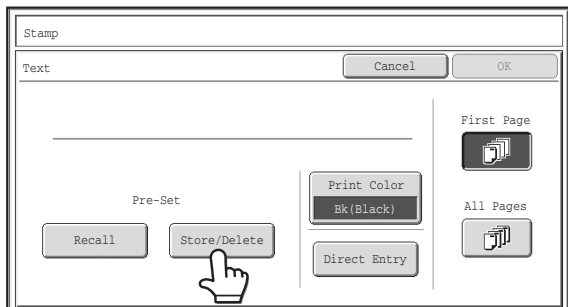 Stamp
Text
Cancel
OK
First Page
Print Color
Bk(Black)
Pre-Set
All Pages
Recall
Store/Delete
Direct Entry